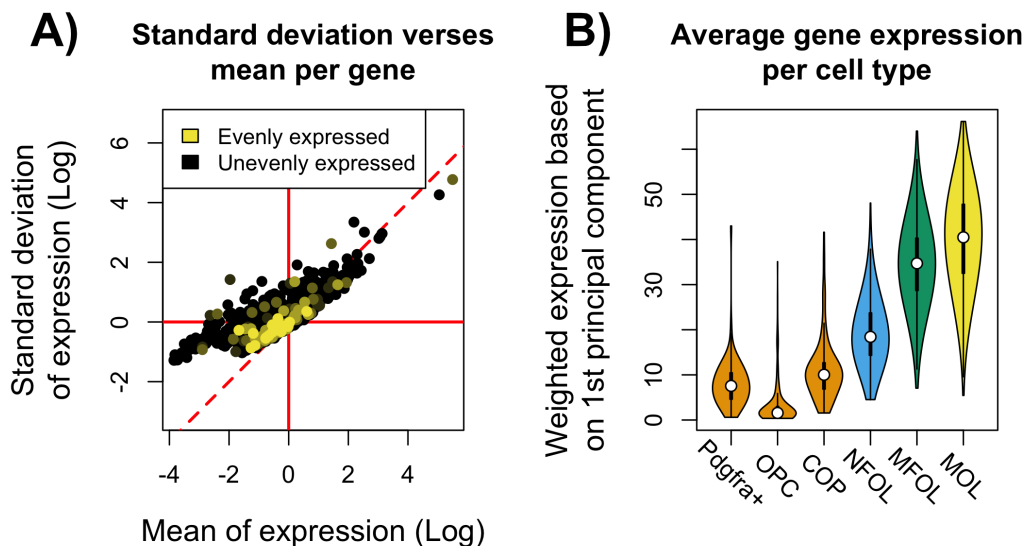 A)
Standard deviation verses
mean per gene
Standard deviation
of expression (Log)
6
4
2
0
-2
Evenly expressed
Unevenly expressed
-4
-2
0
2
4
Mean of expression (Log)
B)
Average gene expression
per cell type
Weighted expression based
on 1st principal component
50
30
10
0
Pdgfra+
OPC
COP
NFOL
MFOL
MOL